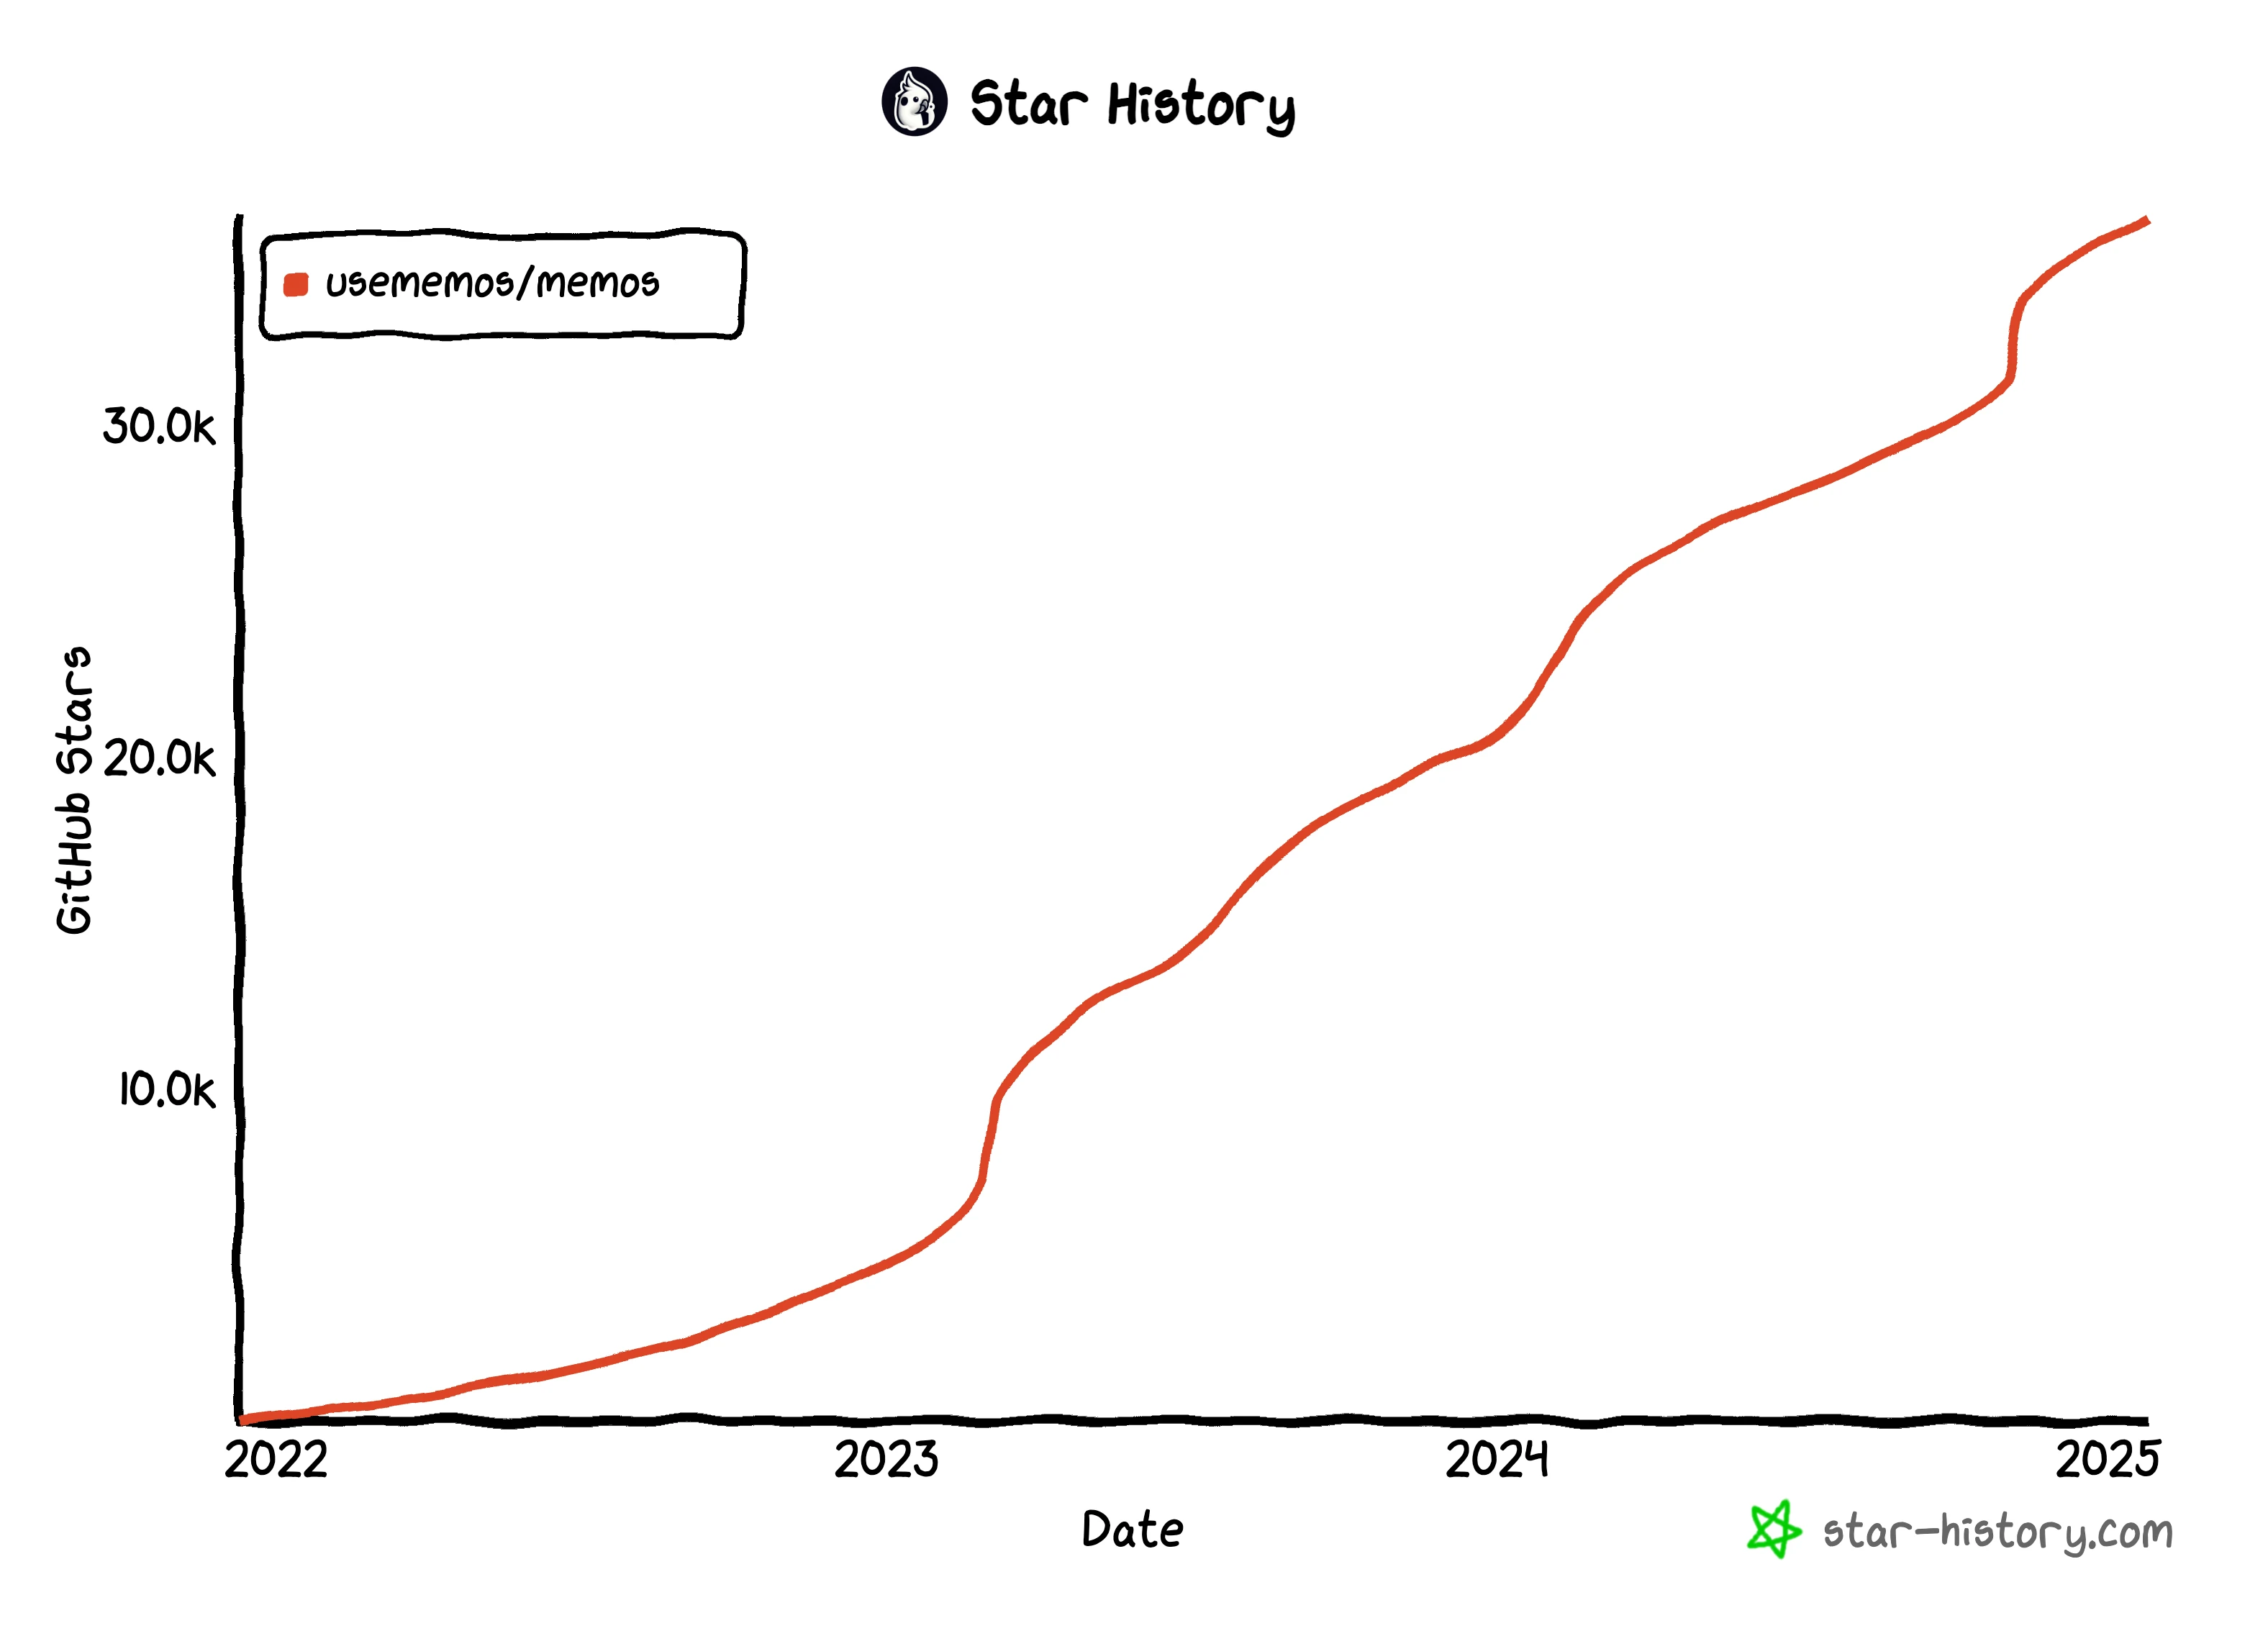 Star History
usememos/memos
30.0k
20.0k
10.0k
GitHub Stars
2022 2023 2024 2025
Date
star-history.com